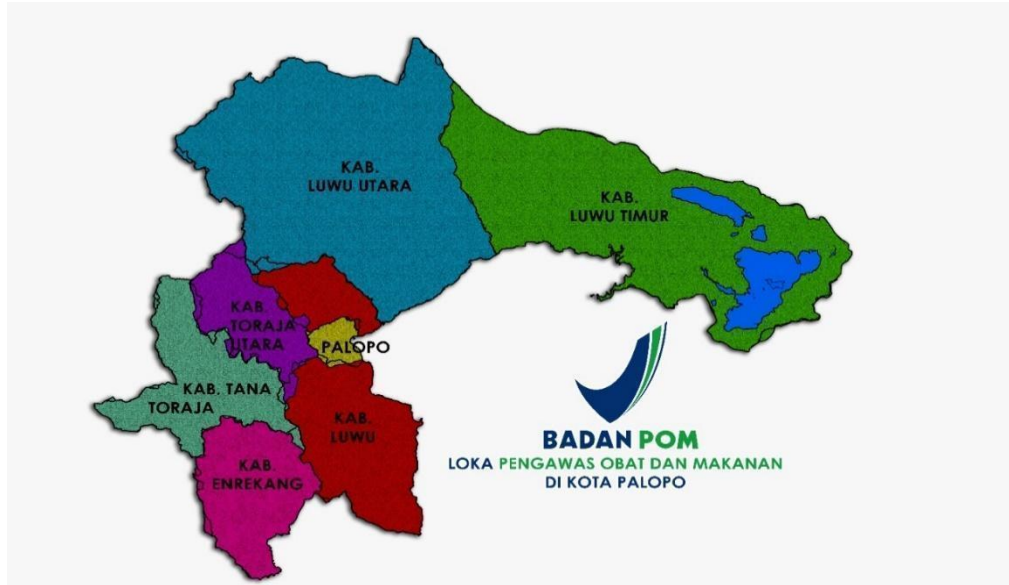 KAB.
LUWU UTARA
KAB.
LUWU TIMUR
KAB.
TORAJA
UTARA
PALOPO
KAB. TANA
TORAJA
KAB.
LUWU
KAB.
ENREKANG
BADAN POM
LOKA PENGAWAS OBAT DAN MAKANAN
DI KOTA PALOPO